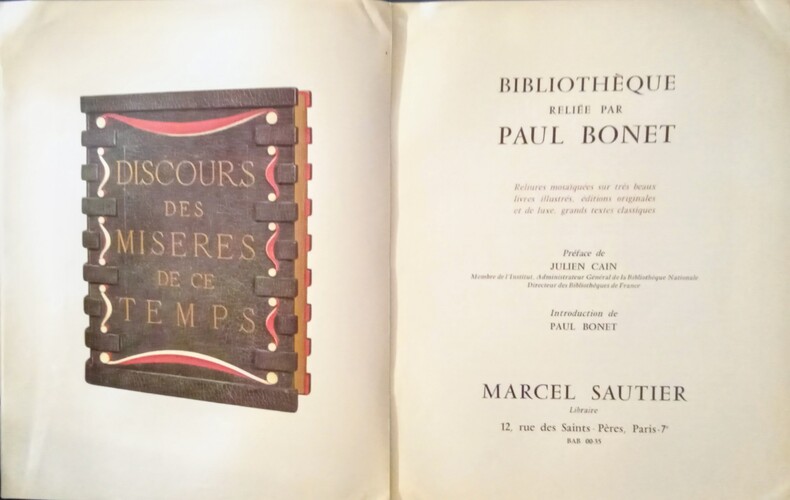 DISCOURS
DES
MISERES
DE CE
TEMPS
BIBLIOTHÈQUE
RELIÉE PAR
PAUL BONET
Reliures mosaïquées sur très beaux
livres illustrés, éditions originales
et de luxe, grands textes classiques
Préface de
JULIEN CAIN
Membre de l'Institut, Administrateur Général de la Bibliothèque Nationale
Directeur des Bibliothèques de France
Introduction de
PAUL BONET
MARCEL SAUTIER
Libraire
12, rue des Saints-Pères, Paris-7e
BAB 00-35